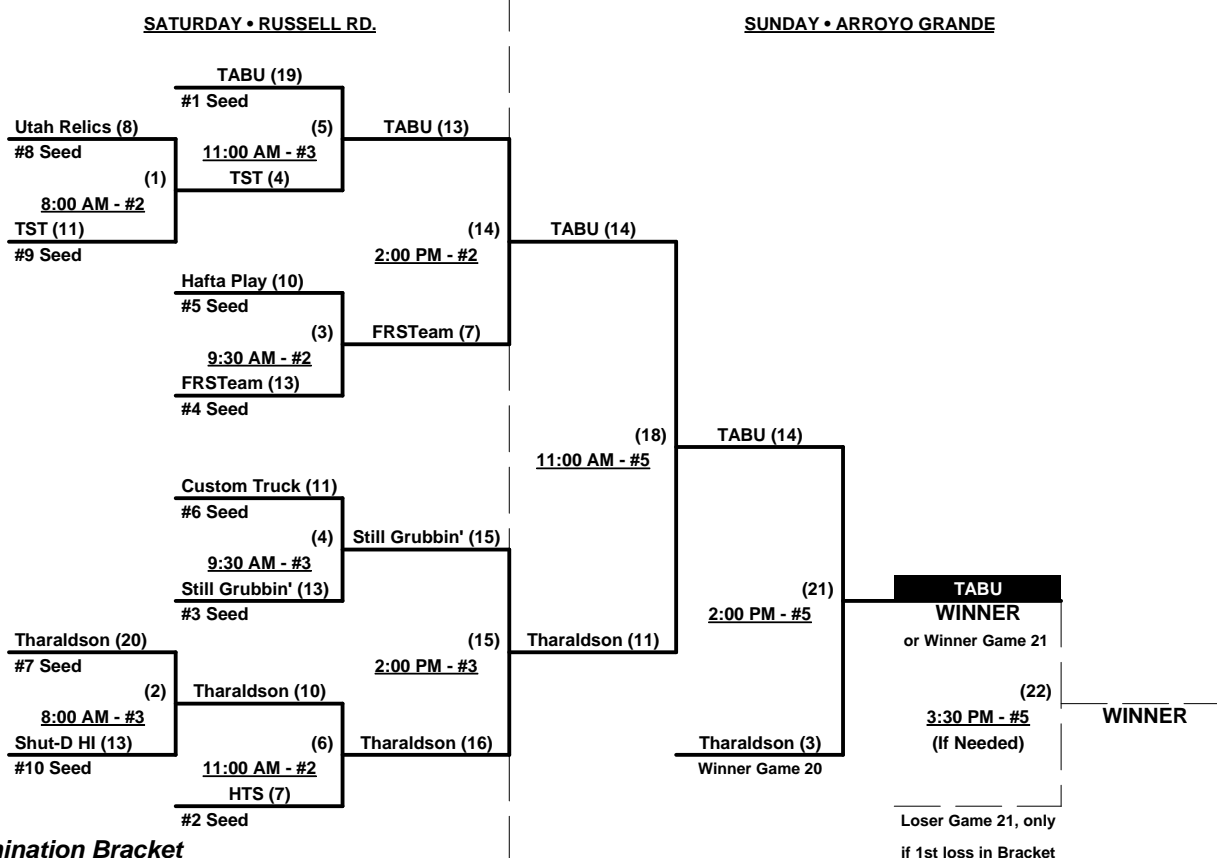 SATURDAY • RUSSELL RD.
SUNDAY • ARROYO GRANDE
TABU (19)
#1 Seed
Utah Relics (8)
#8 Seed
(5)
11:00 AM - #3
TABU (13)
(1)
8:00 AM - #2
TST (4)
TST (11)
#9 Seed
(14)
2:00 PM - #2
TABU (14)
Hafta Play (10)
#5 Seed
(3)
9:30 AM - #2
FRSTeam (7)
FRSTeam (13)
#4 Seed
(18)
11:00 AM - #5
TABU (14)
Custom Truck (11)
#6 Seed
(4)
9:30 AM - #3
Still Grubbin' (15)
Still Grubbin' (13)
#3 Seed
(21)
2:00 PM - #5
TABU
WINNER
or Winner Game 21
Tharaldson (20)
#7 Seed
(15)
2:00 PM - #3
Tharaldson (11)
(2)
8:00 AM - #3
Tharaldson (10)
(22)
3:30 PM - #5
(If Needed)
WINNER
Shut-D HI (13)
#10 Seed
(6)
11:00 AM - #2
Tharaldson (16)
Tharaldson (3)
Winner Game 20
HTS (7)
#2 Seed
Loser Game 21, only
if 1st loss in Bracket
mination Bracket